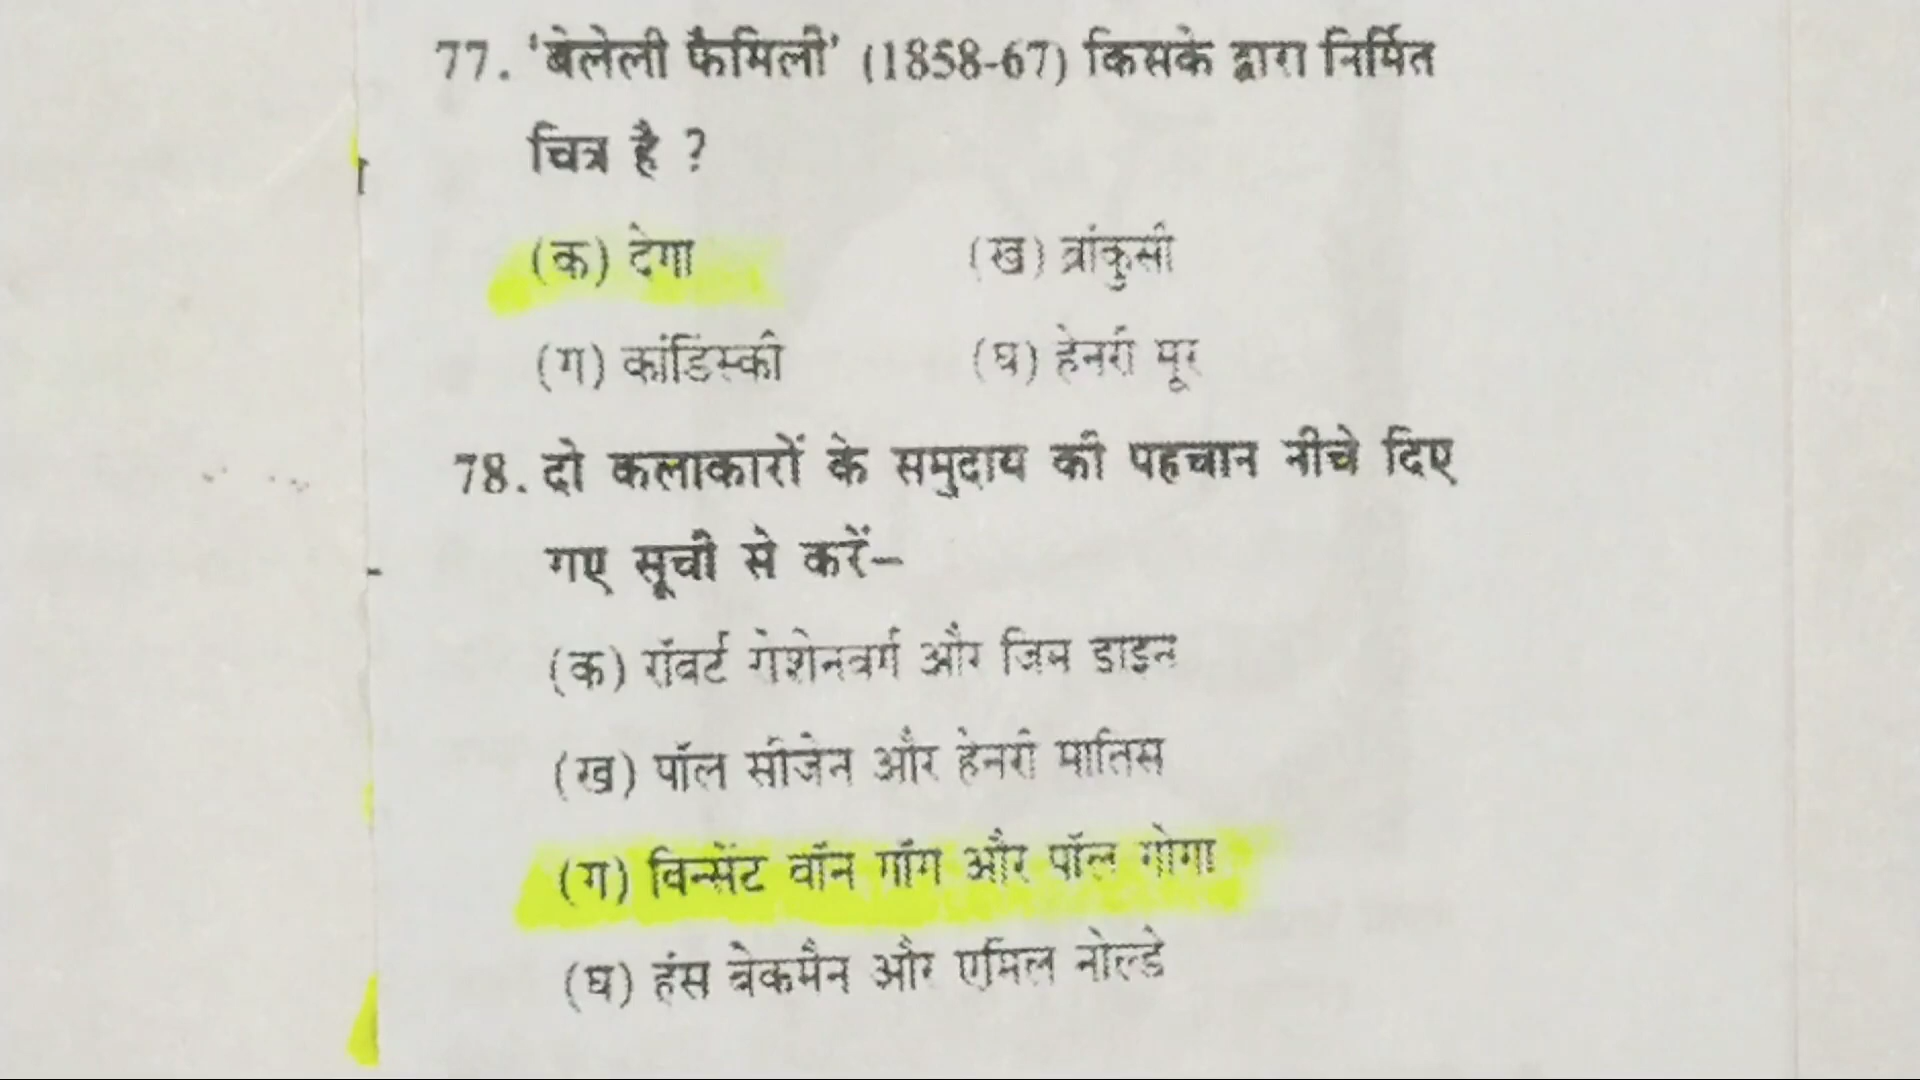 77. 'बेलेली फैमिली' (1858-67) किसके द्वारा निर्मित
चित्र है ?
(क) देगा (ख) ब्रांकुसी
(ग) कांडिंस्की (घ) हेनरी मूर
78. दो कलाकारों के समुदाय की पहचान नीचे दिए
गए सूची से करें–
(क) रॉबर्ट रोशेनबर्ग और जिम डाइन
(ख) पॉल सीजेन और हेनरी मातिस
(ग) विन्सेंट वॉन गॉग और पॉल गोगा
(घ) हंस बेकमैन और एमिल नोल्डे